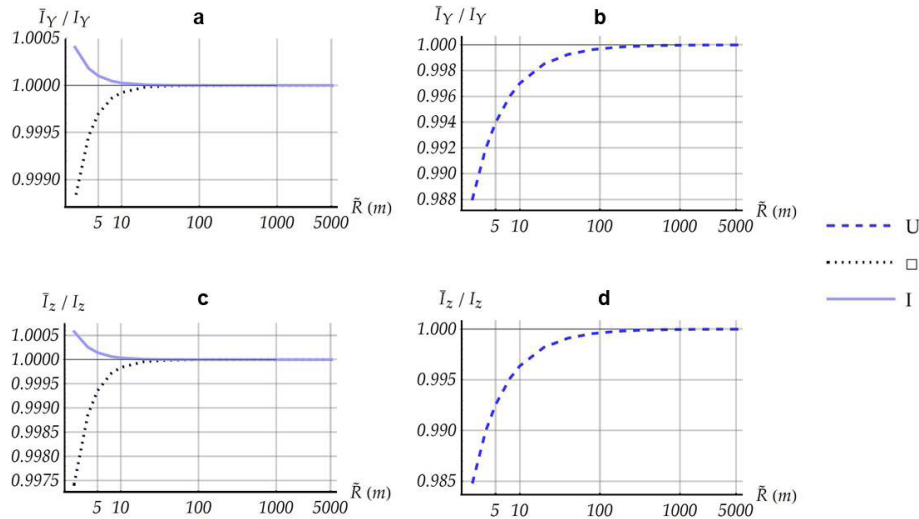 Ī_Y / I_Y
a
1.0005
1.0000
0.9995
0.9990
R̃ (m)
5 10 100 1000 5000
Ī_Y / I_Y
b
1.000
0.998
0.996
0.994
0.992
0.990
0.988
R̃ (m)
5 10 100 1000 5000
U
□
I
Ī_z / I_z
c
1.0005
1.0000
0.9995
0.9990
0.9985
0.9980
0.9975
R̃ (m)
5 10 100 1000 5000
Ī_z / I_z
d
1.000
0.995
0.990
0.985
R̃ (m)
5 10 100 1000 5000